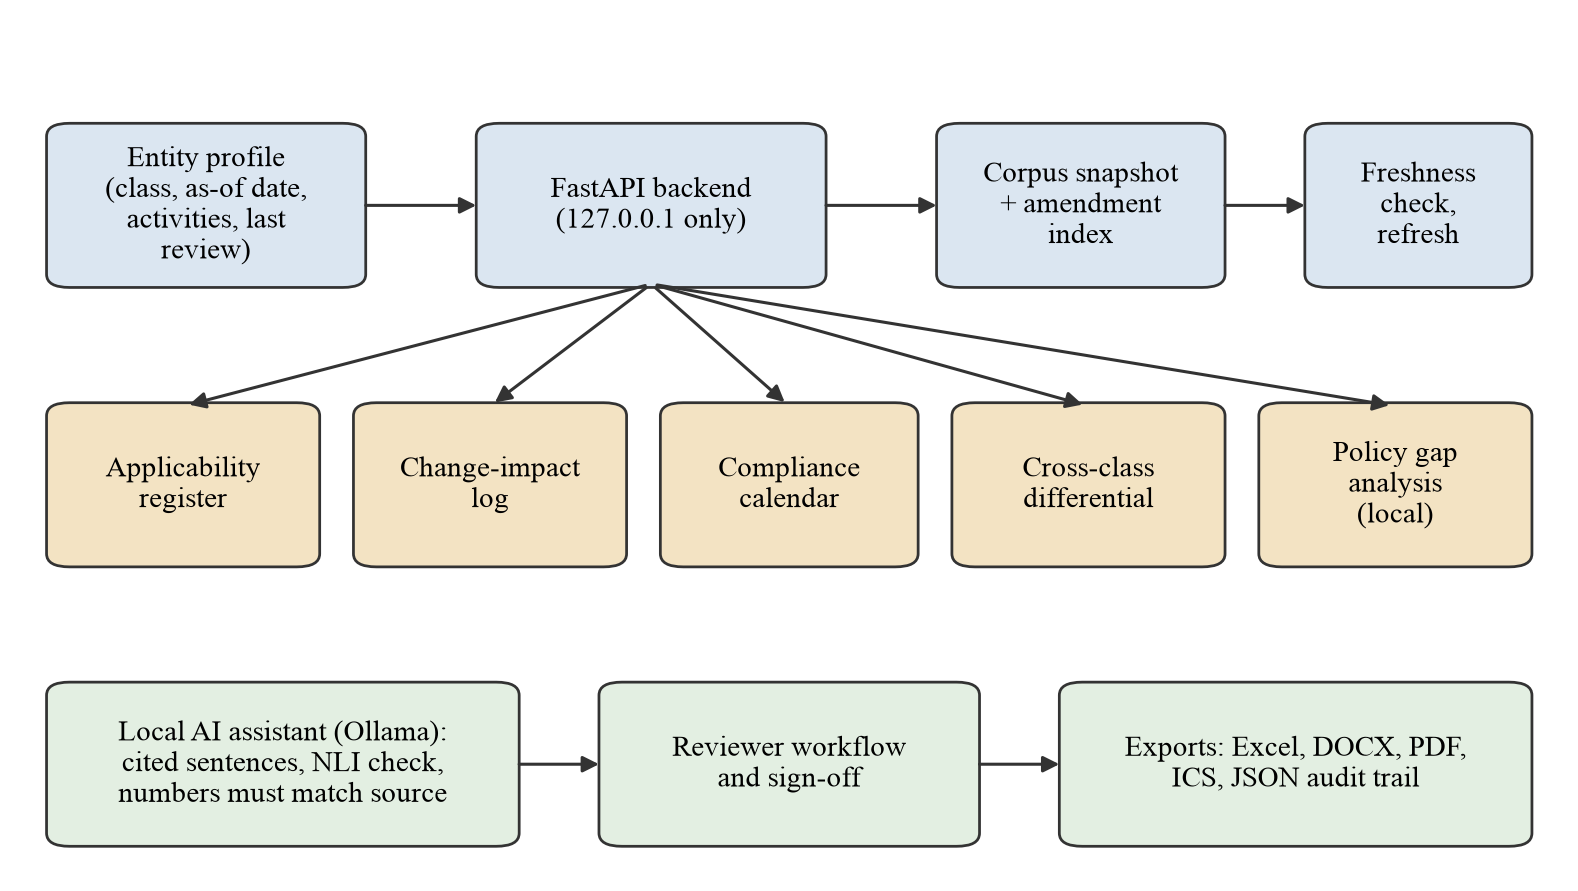 Entity profile
(class, as-of date,
activities, last
review)
FastAPI backend
(127.0.0.1 only)
Corpus snapshot
+ amendment
index
Freshness
check,
refresh
Applicability
register
Change-impact
log
Compliance
calendar
Cross-class
differential
Policy gap
analysis
(local)
Local AI assistant (Ollama):
cited sentences, NLI check,
numbers must match source
Reviewer workflow
and sign-off
Exports: Excel, DOCX, PDF,
ICS, JSON audit trail